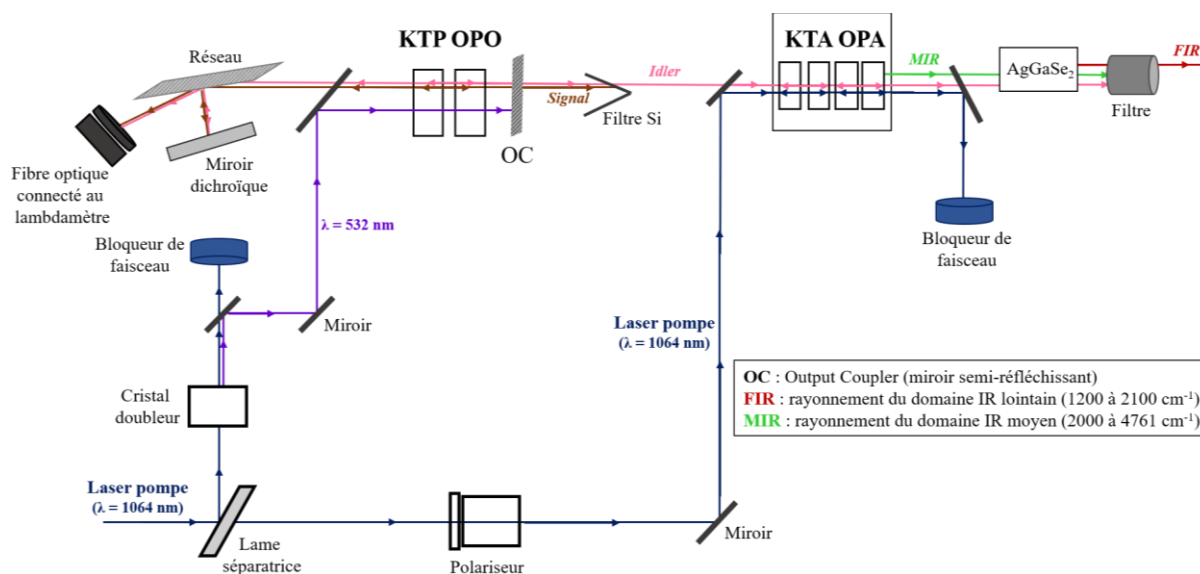 Réseau
KTP OPO
KTA OPA
FIR
MIR
AgGaSe2
Idler
Signal
Filtre Si
OC
Filtre
Fibre optique
connecté au
lambdamètre
Miroir
dichroïque
λ = 532 nm
Bloqueur de
faisceau
Bloqueur de
faisceau
Miroir
Laser pompe
(λ = 1064 nm)
Cristal
doubleur
OC : Output Coupler (miroir semi-réfléchissant)
FIR : rayonnement du domaine IR lointain (1200 à 2100 cm⁻¹)
MIR : rayonnement du domaine IR moyen (2000 à 4761 cm⁻¹)
Laser pompe
(λ = 1064 nm)
Miroir
Lame
séparatrice
Polariseur